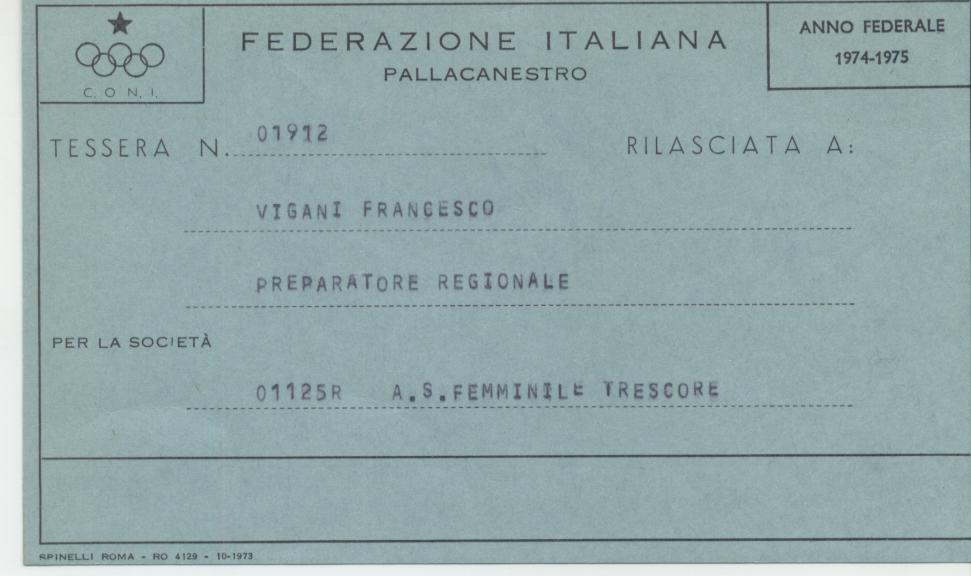 C. O. N. I.
FEDERAZIONE ITALIANA
PALLACANESTRO
ANNO FEDERALE
1974-1975
TESSERA N. 01912 RILASCIATA A:
VIGANI FRANCESCO
PREPARATORE REGIONALE
PER LA SOCIETÀ
01125R A.S.FEMMINILE TRESCORE
SPINELLI ROMA - RO 4129 - 10-1973